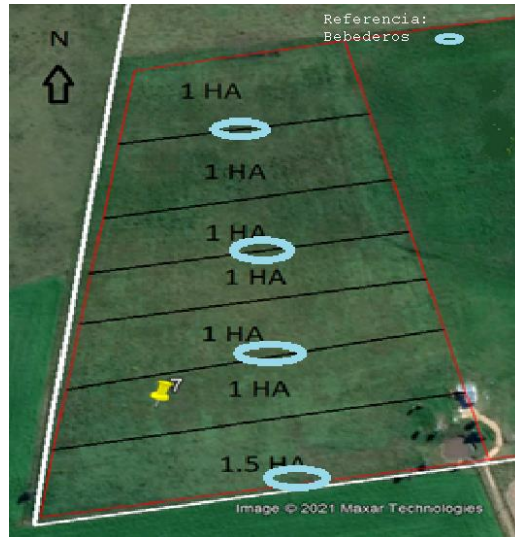 Referencia:
Bebederos
N
1 HA
1 HA
1 HA
1 HA
1 HA
7
1 HA
1.5 HA
Image © 2021 Maxar Technologies